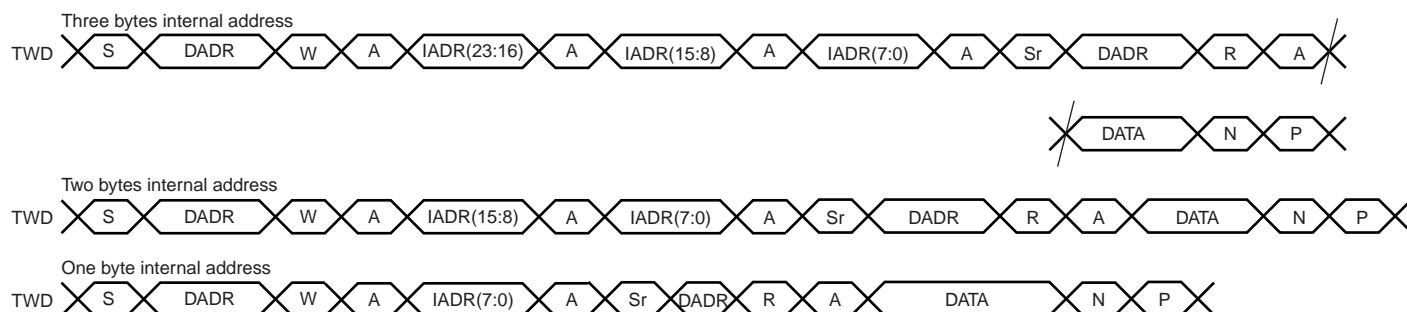 Three bytes internal address
TWD S DADR W A IADR(23:16) A IADR(15:8) A IADR(7:0) A Sr DADR R A
DATA N P
Two bytes internal address
TWD S DADR W A IADR(15:8) A IADR(7:0) A Sr DADR R A DATA N P
One byte internal address
TWD S DADR W A IADR(7:0) A Sr DADR R A DATA N P